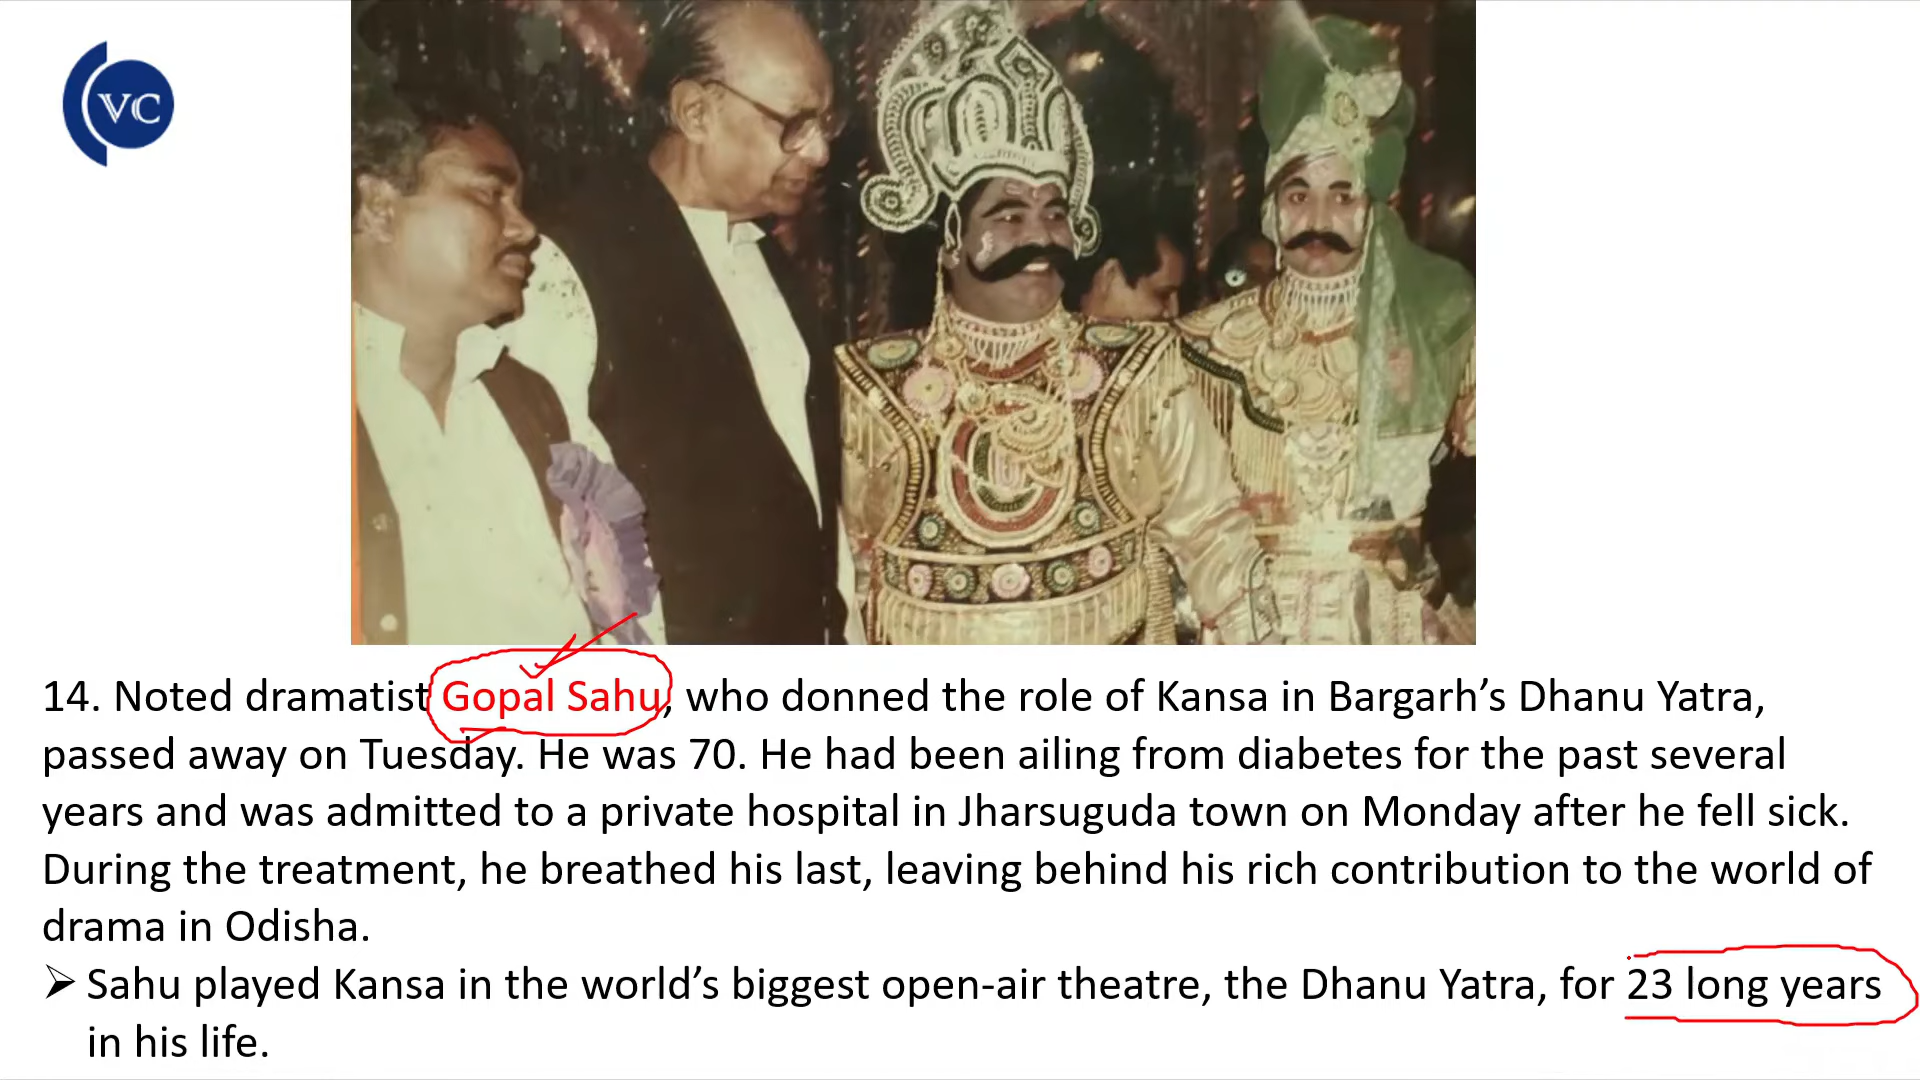 VC
14. Noted dramatist Gopal Sahu, who donned the role of Kansa in Bargarh’s Dhanu Yatra,
passed away on Tuesday. He was 70. He had been ailing from diabetes for the past several
years and was admitted to a private hospital in Jharsuguda town on Monday after he fell sick.
During the treatment, he breathed his last, leaving behind his rich contribution to the world of
drama in Odisha.
➢ Sahu played Kansa in the world’s biggest open-air theatre, the Dhanu Yatra, for 23 long years
in his life.